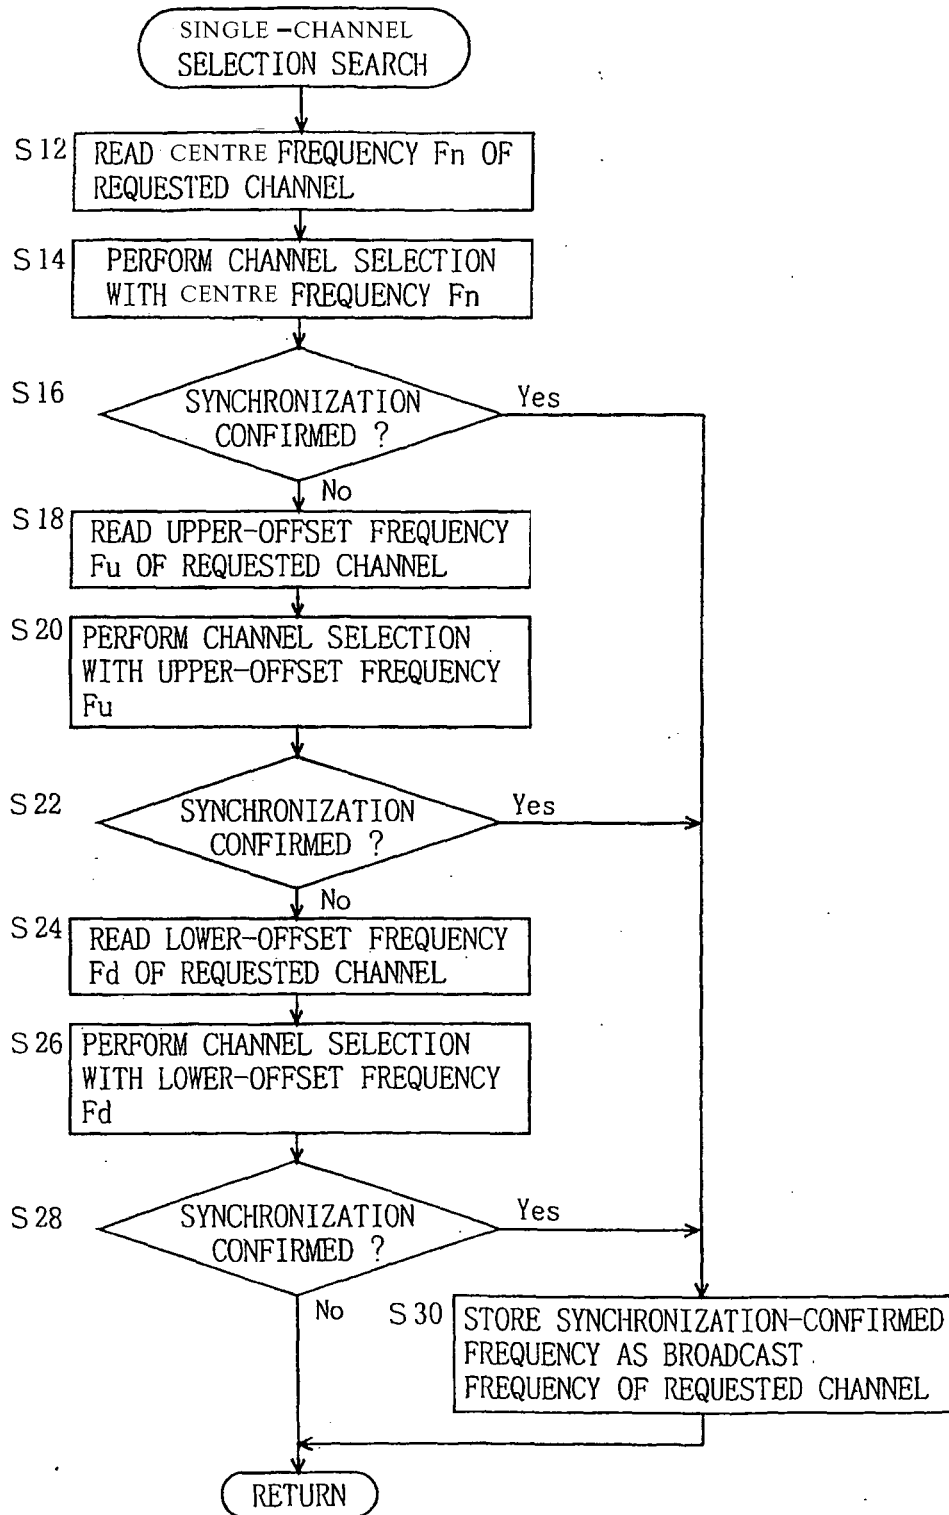 SINGLE-CHANNEL
SELECTION SEARCH
S12
READ CENTRE FREQUENCY Fn OF
REQUESTED CHANNEL
S14
PERFORM CHANNEL SELECTION
WITH CENTRE FREQUENCY Fn
S16
SYNCHRONIZATION
CONFIRMED ?
Yes
No
S18
READ UPPER-OFFSET FREQUENCY
Fu OF REQUESTED CHANNEL
S20
PERFORM CHANNEL SELECTION
WITH UPPER-OFFSET FREQUENCY
Fu
S22
SYNCHRONIZATION
CONFIRMED ?
Yes
No
S24
READ LOWER-OFFSET FREQUENCY
Fd OF REQUESTED CHANNEL
S26
PERFORM CHANNEL SELECTION
WITH LOWER-OFFSET FREQUENCY
Fd
S28
SYNCHRONIZATION
CONFIRMED ?
Yes
No
S30
STORE SYNCHRONIZATION-CONFIRMED
FREQUENCY AS BROADCAST
FREQUENCY OF REQUESTED CHANNEL
RETURN